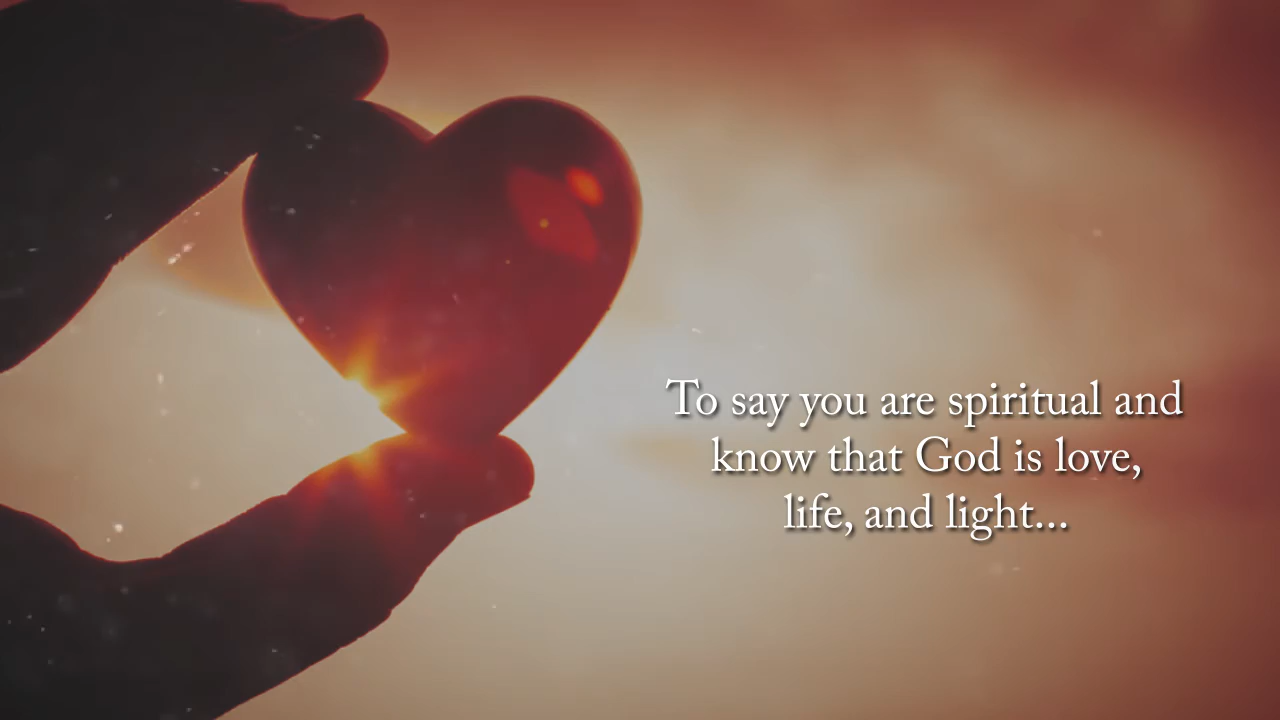 To say you are spiritual and
know that God is love,
life, and light...